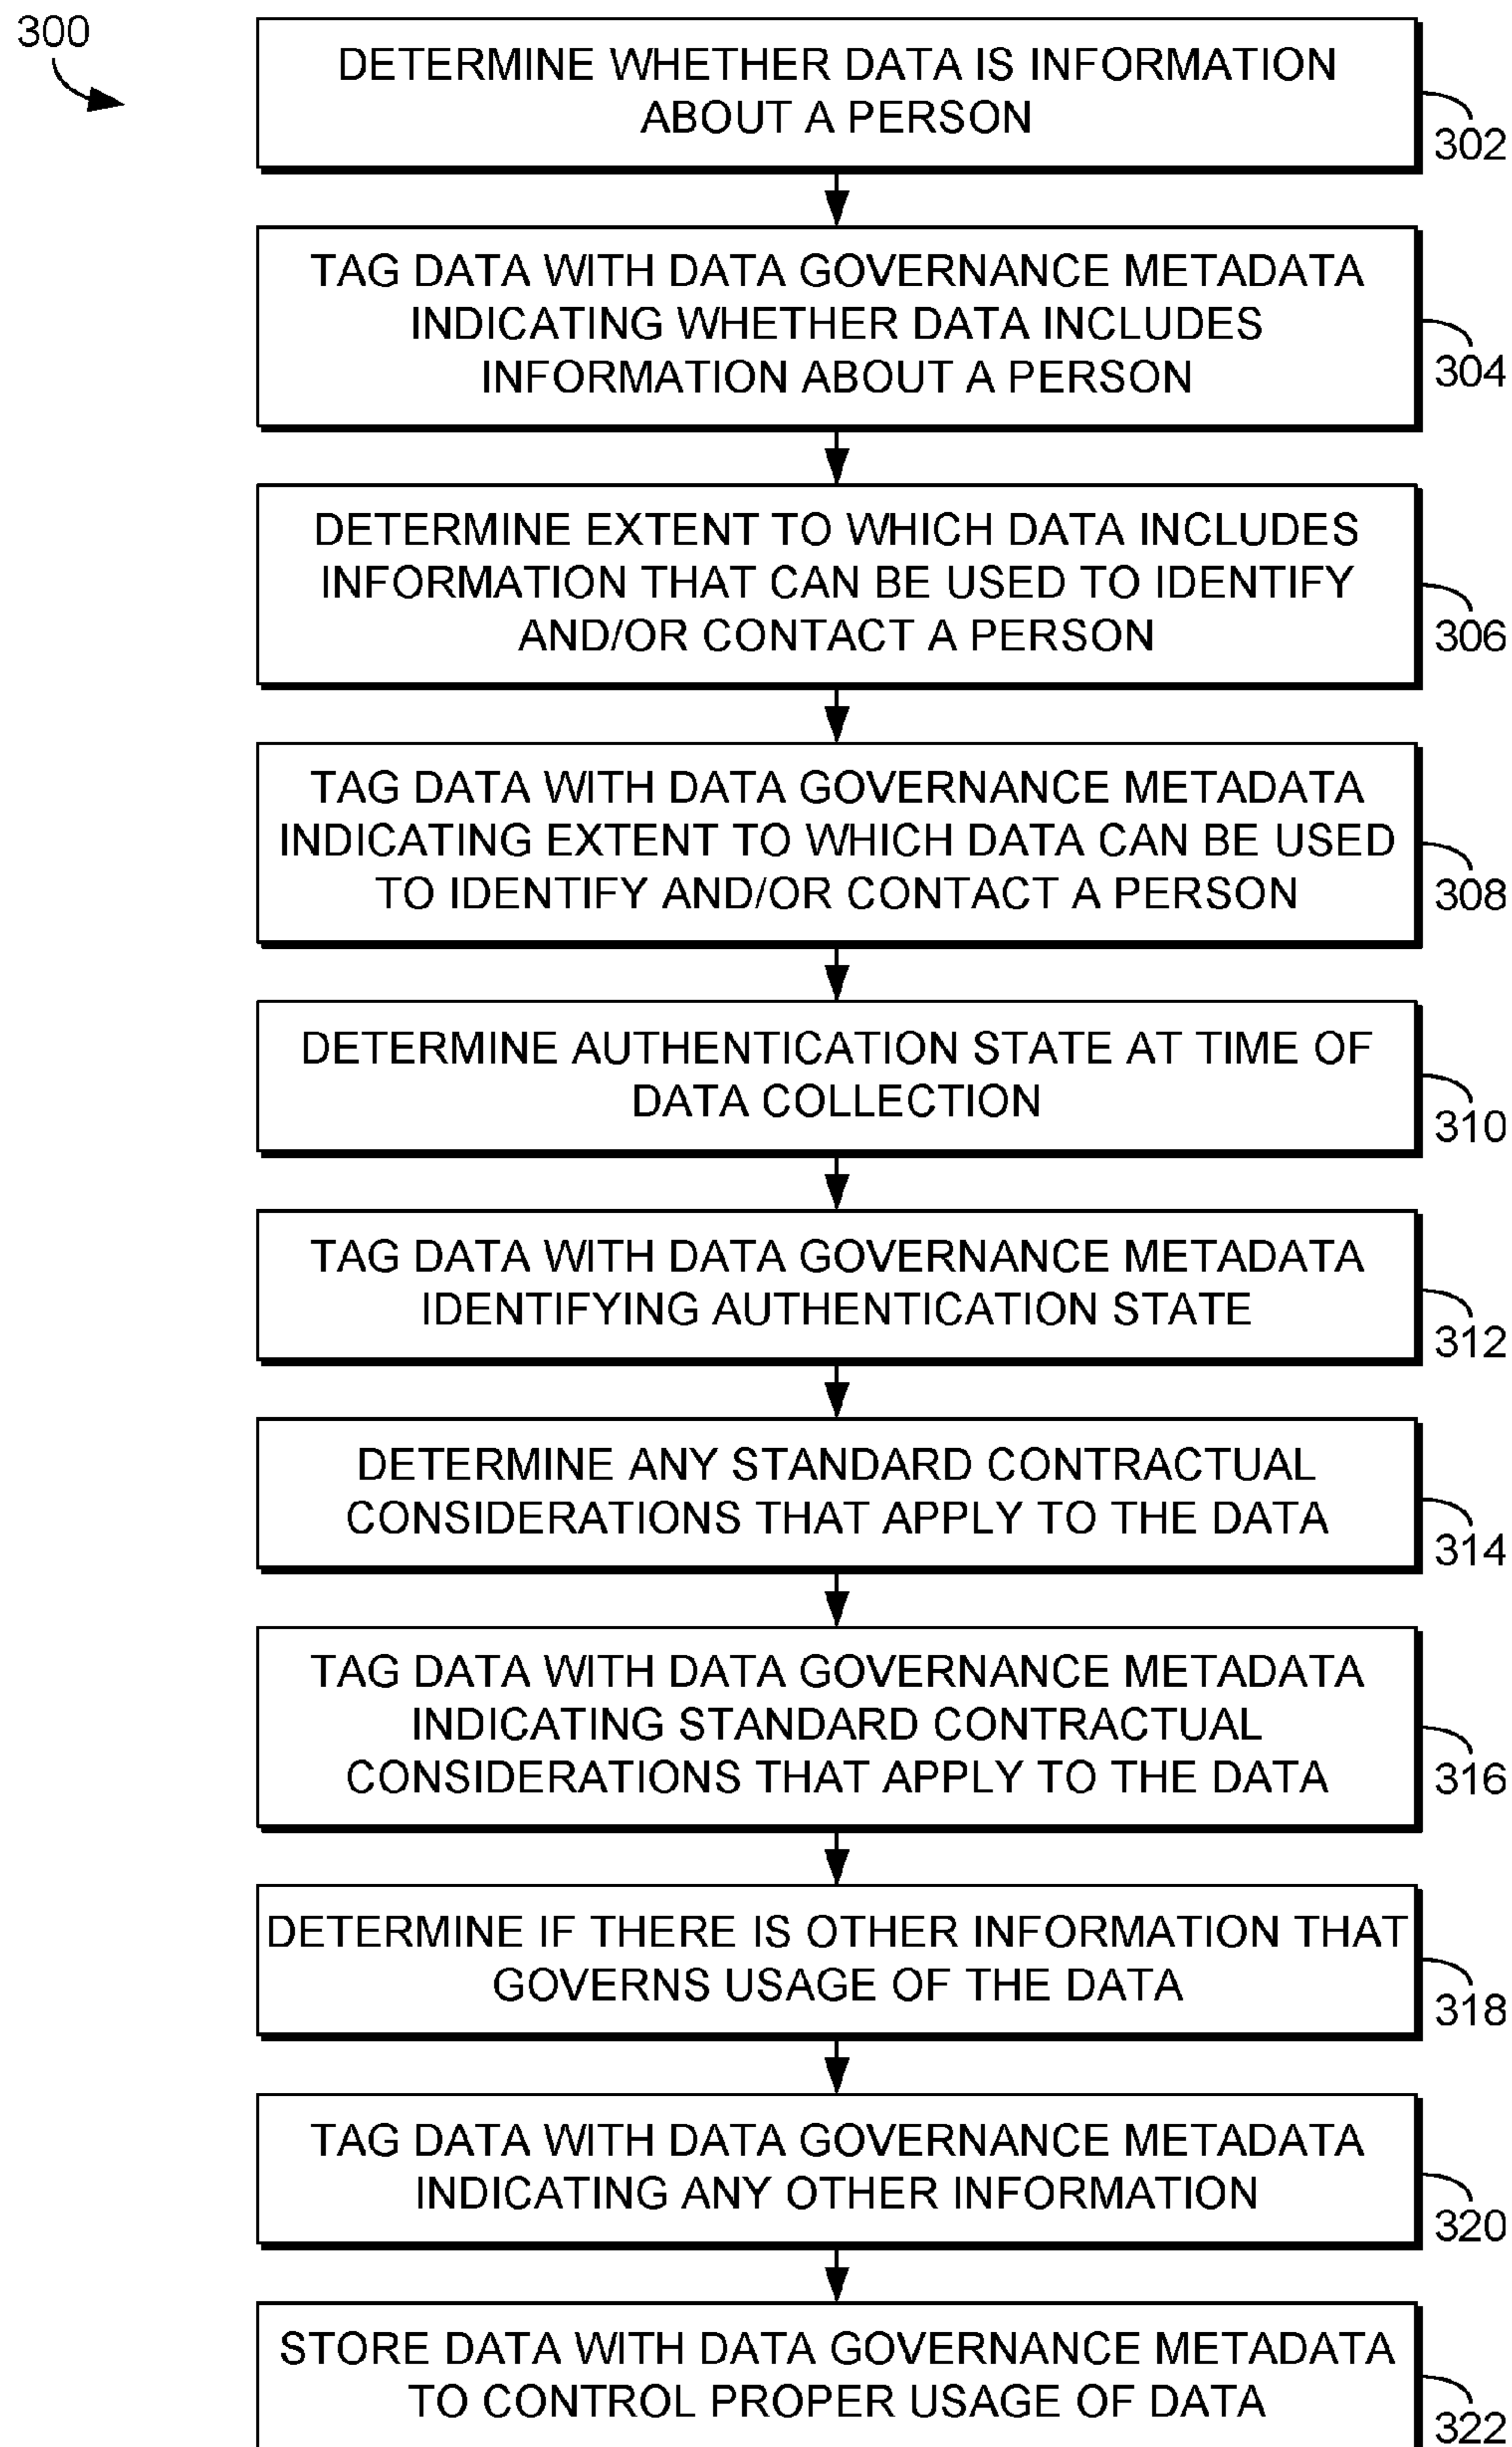 300
DETERMINE WHETHER DATA IS INFORMATION
ABOUT A PERSON
302
TAG DATA WITH DATA GOVERNANCE METADATA
INDICATING WHETHER DATA INCLUDES
INFORMATION ABOUT A PERSON
304
DETERMINE EXTENT TO WHICH DATA INCLUDES
INFORMATION THAT CAN BE USED TO IDENTIFY
AND/OR CONTACT A PERSON
306
TAG DATA WITH DATA GOVERNANCE METADATA
INDICATING EXTENT TO WHICH DATA CAN BE USED
TO IDENTIFY AND/OR CONTACT A PERSON
308
DETERMINE AUTHENTICATION STATE AT TIME OF
DATA COLLECTION
310
TAG DATA WITH DATA GOVERNANCE METADATA
IDENTIFYING AUTHENTICATION STATE
312
DETERMINE ANY STANDARD CONTRACTUAL
CONSIDERATIONS THAT APPLY TO THE DATA
314
TAG DATA WITH DATA GOVERNANCE METADATA
INDICATING STANDARD CONTRACTUAL
CONSIDERATIONS THAT APPLY TO THE DATA
316
DETERMINE IF THERE IS OTHER INFORMATION THAT
GOVERNS USAGE OF THE DATA
318
TAG DATA WITH DATA GOVERNANCE METADATA
INDICATING ANY OTHER INFORMATION
320
STORE DATA WITH DATA GOVERNANCE METADATA
TO CONTROL PROPER USAGE OF DATA
322